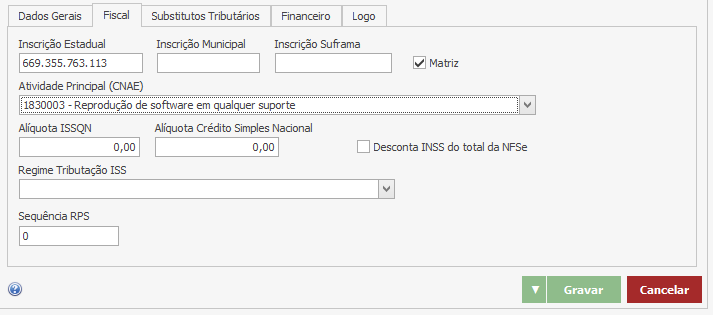 Dados Gerais Fiscal Substitutos Tributários Financeiro Logo
Inscrição Estadual Inscrição Municipal Inscrição Suframa
669.355.763.113 Matriz
Atividade Principal (CNAE)
1830003 - Reprodução de software em qualquer suporte
Alíquota ISSQN Alíquota Crédito Simples Nacional
0,00 0,00 Desconta INSS do total da NFSe
Regime Tributação ISS
Sequência RPS
0
? Gravar Cancelar